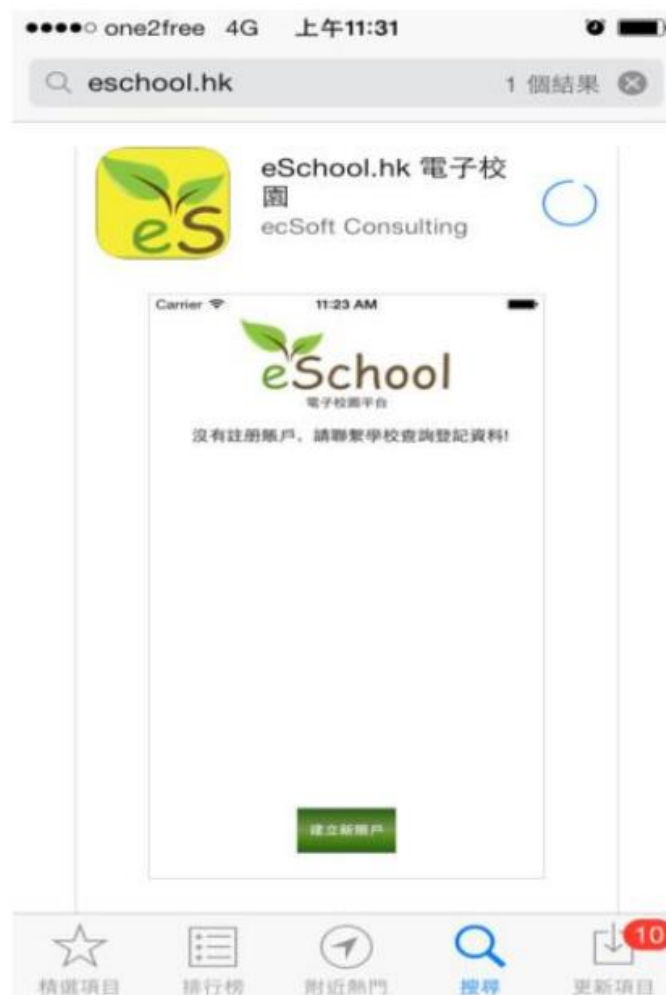 one2free 4G 上午11:31
eschool.hk 1 個結果
eSchool.hk 電子校
園
ecSoft Consulting
eS
Carrier 11:23 AM
eSchool
電子校園平台
沒有註册賬戶，請聯繫學校查詢登記資料!
建立新賬戶
精選項目 排行榜 附近熱門 搜尋 更新項目
10